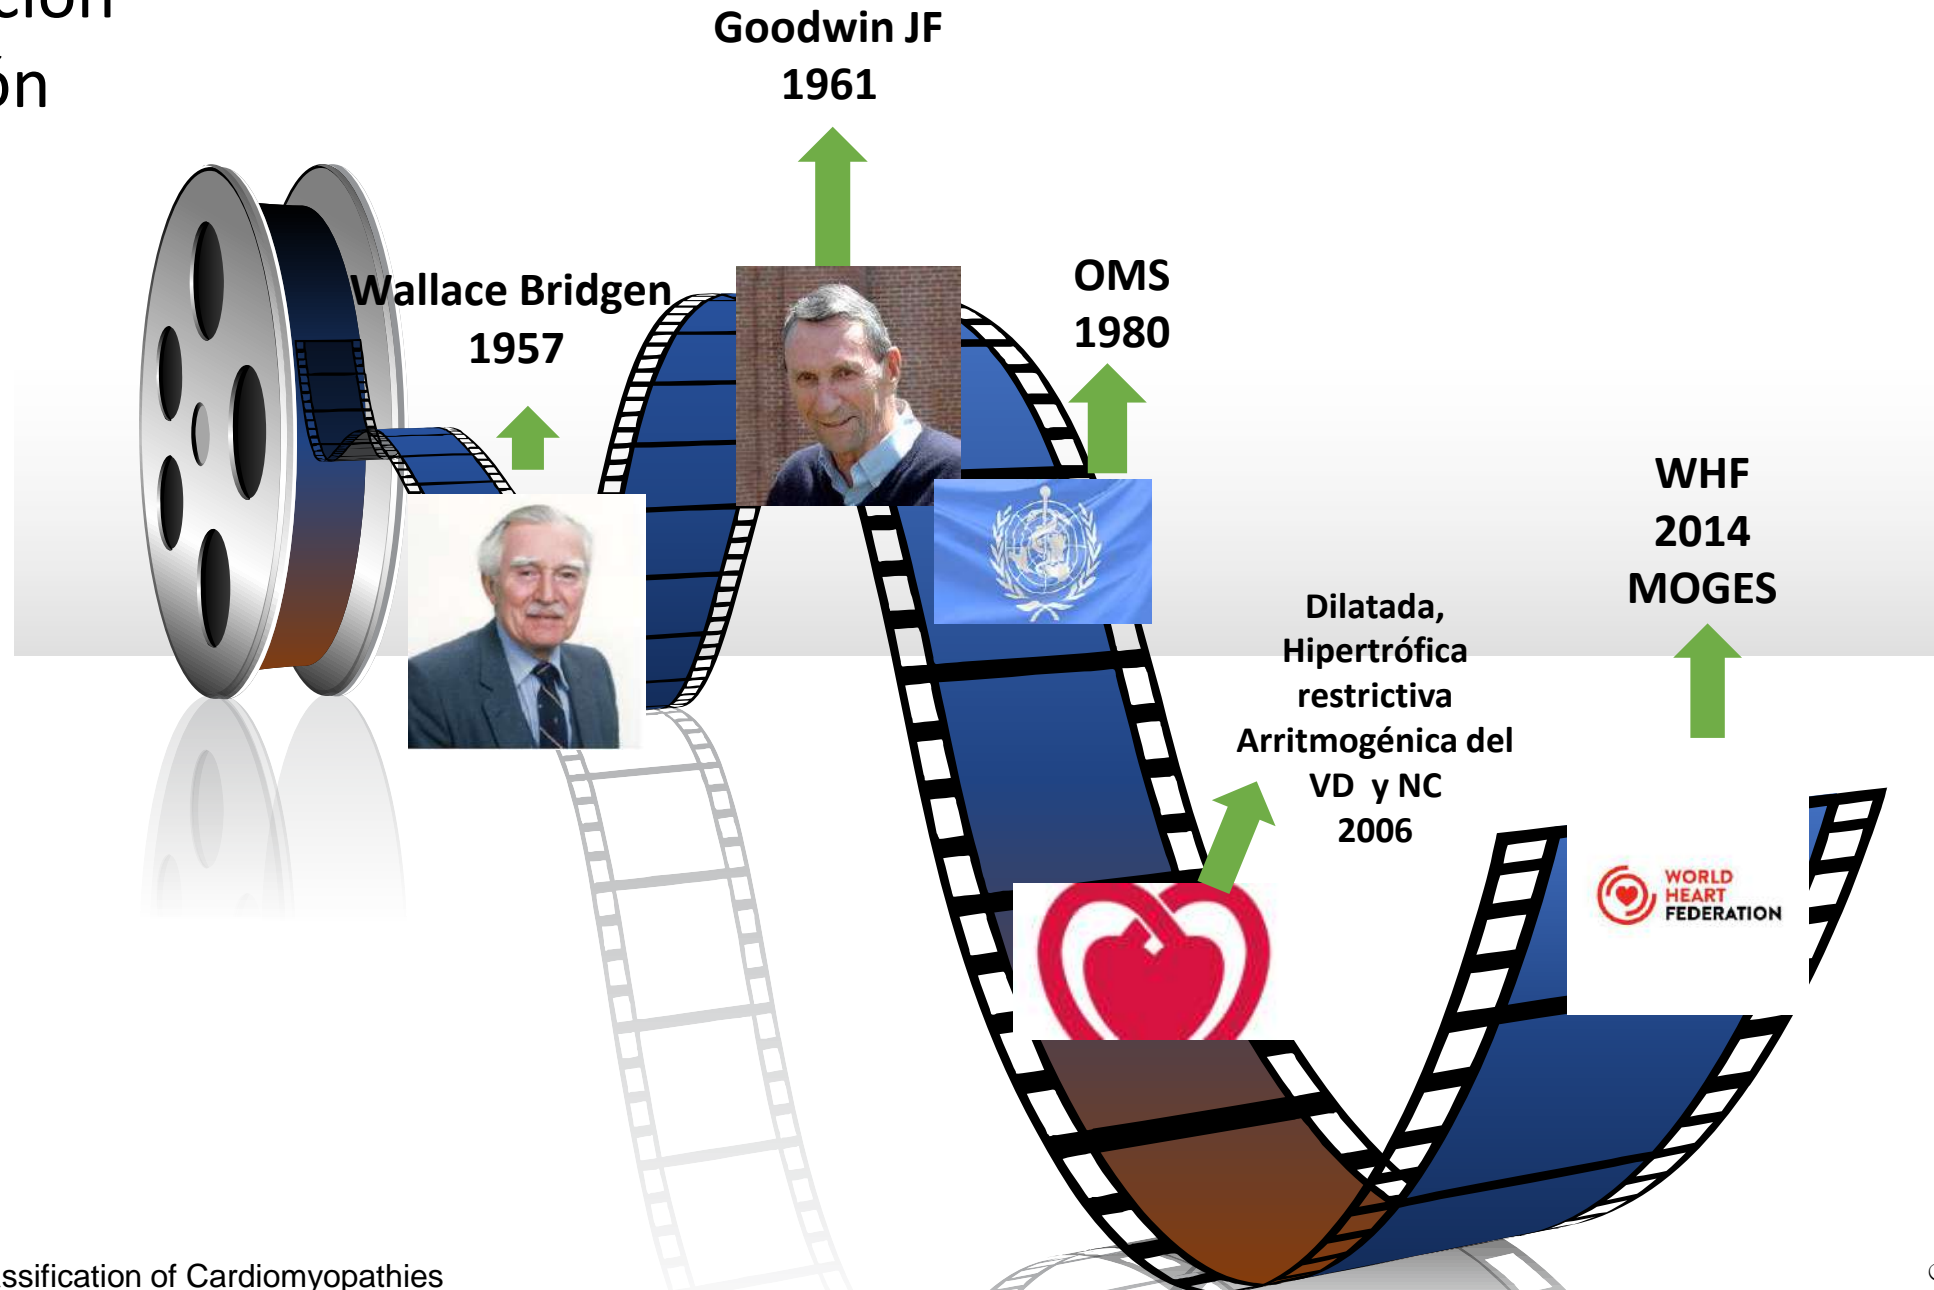 ón
Goodwin JF
1961
Wallace Bridgen
1957
OMS
1980
WHF
2014
MOGES
Dilatada,
Hipertrófica
restrictiva
Arritmogénica del
VD y NC
2006
WORLD
HEART
FEDERATION
ssification of Cardiomyopathies